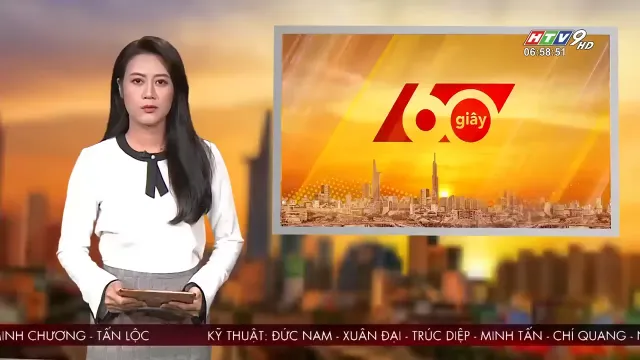 HTV9 HD
06:58:51
60 giây
MINH CHƯƠNG - TẤN LỘC KỸ THUẬT: ĐỨC NAM - XUÂN ĐẠI - TRÚC DIỆP - MINH TẤN - CHÍ QUANG -